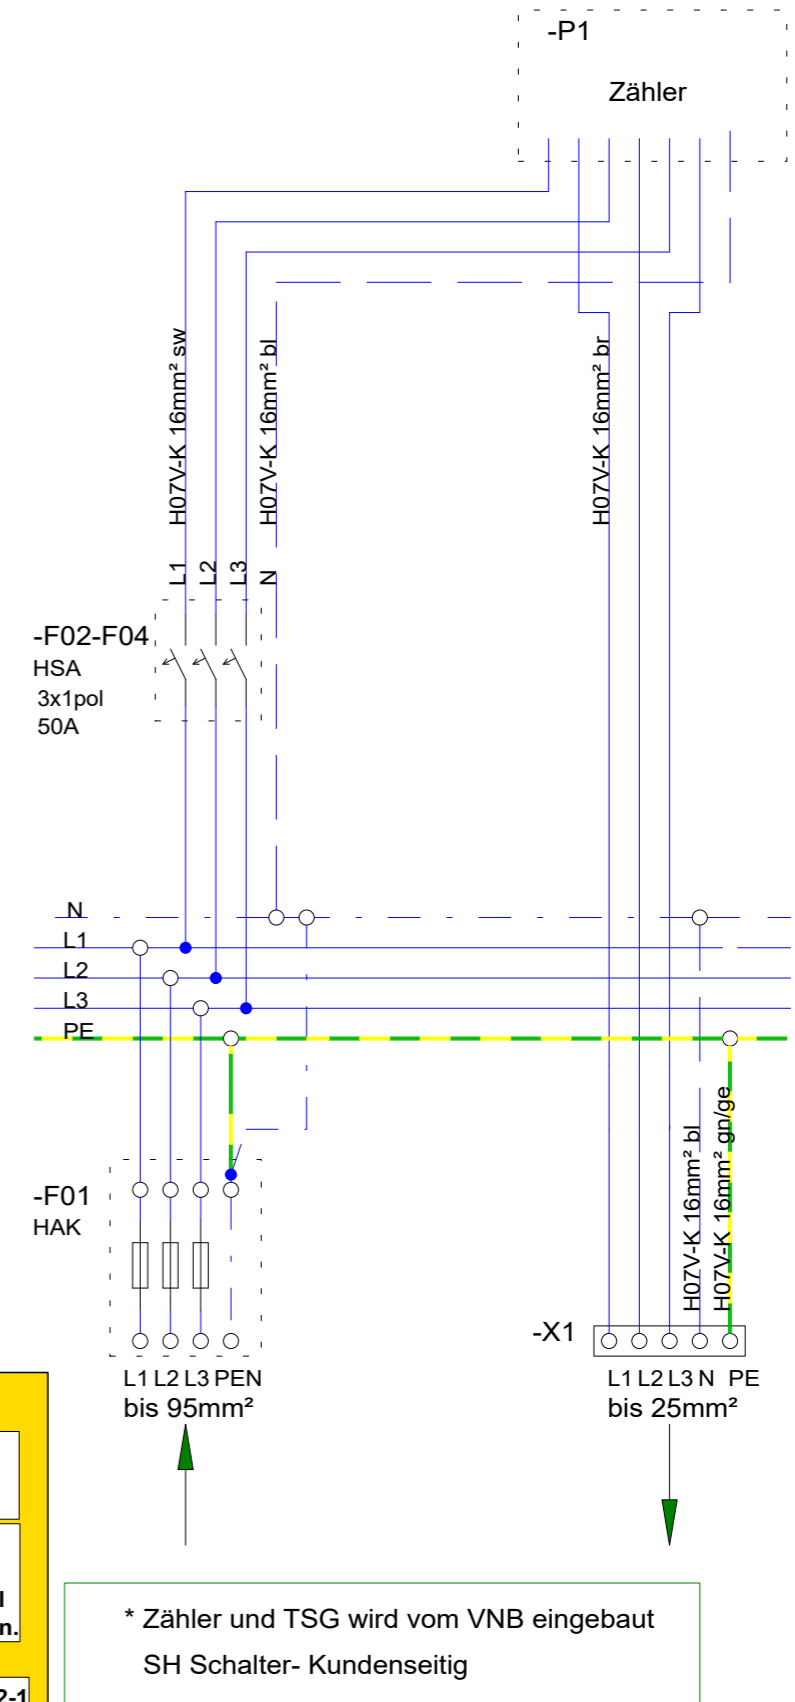 -P1
Zähler
H07V-K 16mm² sw
H07V-K 16mm² bl
H07V-K 16mm² br
L1
L2
L3
N
-F02-F04
HSA
3x1pol
50A
N
L1
L2
L3
PE
-F01
HAK
H07V-K 16mm² bl
H07V-K 16mm² gn/ge
-X1
L1 L2 L3 PEN
bis 95mm²
L1 L2 L3 N PE
bis 25mm²
* Zähler und TSG wird vom VNB eingebaut
SH Schalter- Kundenseitig